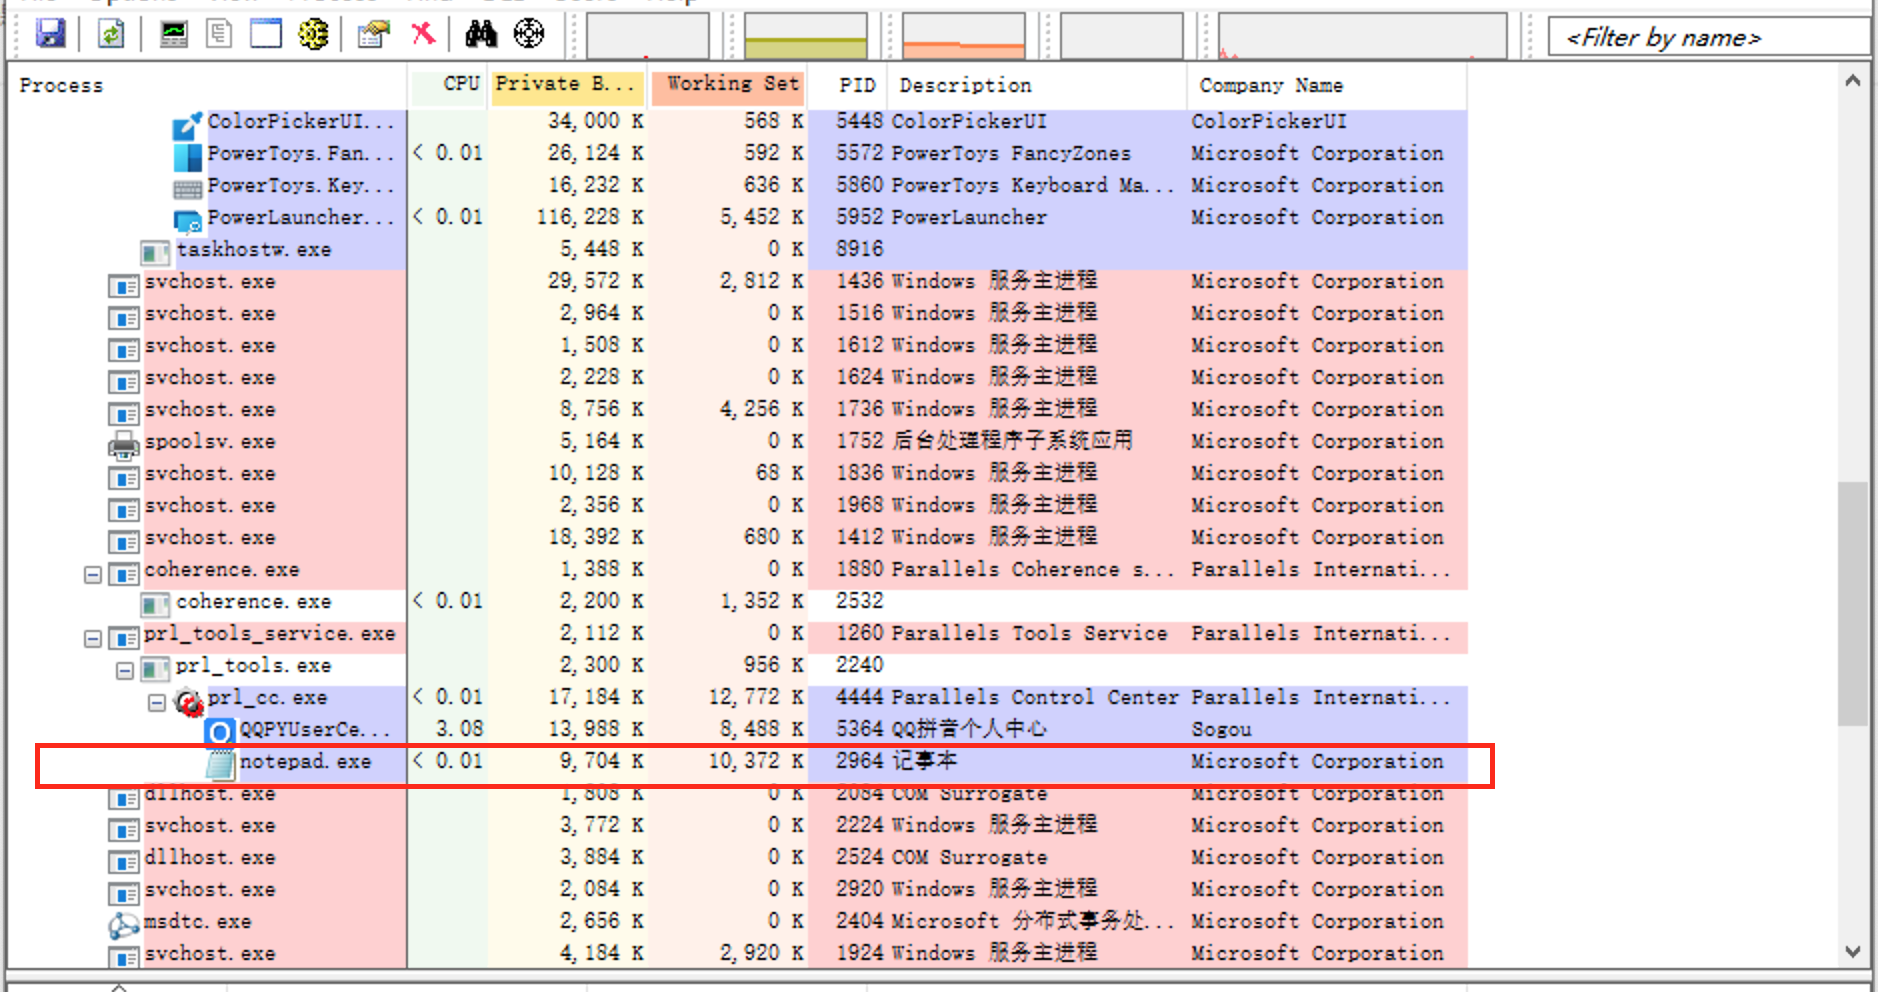 <Filter by name>
Process CPU Private B... Working Set PID Description Company Name
ColorPickerUI... 34,000 K 568 K 5448 ColorPickerUI ColorPickerUI
PowerToys.Fan... < 0.01 26,124 K 592 K 5572 PowerToys FancyZones Microsoft Corporation
PowerToys.Key... 16,232 K 636 K 5860 PowerToys Keyboard Ma... Microsoft Corporation
PowerLauncher... < 0.01 116,228 K 5,452 K 5952 PowerLauncher Microsoft Corporation
taskhostw.exe 5,448 K 0 K 8916
svchost.exe 29,572 K 2,812 K 1436 Windows 服务主进程 Microsoft Corporation
svchost.exe 2,964 K 0 K 1516 Windows 服务主进程 Microsoft Corporation
svchost.exe 1,508 K 0 K 1612 Windows 服务主进程 Microsoft Corporation
svchost.exe 2,228 K 0 K 1624 Windows 服务主进程 Microsoft Corporation
svchost.exe 8,756 K 4,256 K 1736 Windows 服务主进程 Microsoft Corporation
spoolsv.exe 5,164 K 0 K 1752 后台处理程序子系统应用 Microsoft Corporation
svchost.exe 10,128 K 68 K 1836 Windows 服务主进程 Microsoft Corporation
svchost.exe 2,356 K 0 K 1968 Windows 服务主进程 Microsoft Corporation
svchost.exe 18,392 K 680 K 1412 Windows 服务主进程 Microsoft Corporation
coherence.exe 1,388 K 0 K 1880 Parallels Coherence s... Parallels Internati...
coherence.exe < 0.01 2,200 K 1,352 K 2532
prl_tools_service.exe 2,112 K 0 K 1260 Parallels Tools Service Parallels Internati...
prl_tools.exe 2,300 K 956 K 2240
prl_cc.exe < 0.01 17,184 K 12,772 K 4444 Parallels Control Center Parallels Internati...
QQPYUserCe... 3.08 13,988 K 8,488 K 5364 QQ拼音个人中心 Sogou
notepad.exe < 0.01 9,704 K 10,372 K 2964 记事本 Microsoft Corporation
dllhost.exe 1,808 K 0 K 2084 COM Surrogate Microsoft Corporation
svchost.exe 3,772 K 0 K 2224 Windows 服务主进程 Microsoft Corporation
dllhost.exe 3,884 K 0 K 2524 COM Surrogate Microsoft Corporation
svchost.exe 2,084 K 0 K 2920 Windows 服务主进程 Microsoft Corporation
msdtc.exe 2,656 K 0 K 2404 Microsoft 分布式事务处... Microsoft Corporation
svchost.exe 4,184 K 2,920 K 1924 Windows 服务主进程 Microsoft Corporation